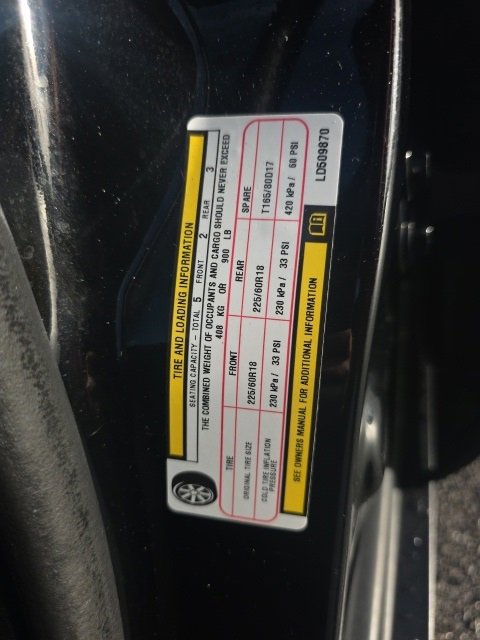 TIRE AND LOADING INFORMATION
SEATING CAPACITY – TOTAL 5 FRONT 2 REAR 3
THE COMBINED WEIGHT OF OCCUPANTS AND CARGO SHOULD NEVER EXCEED
408 KG OR 900 LB
TIRE FRONT REAR SPARE
ORIGINAL TIRE SIZE 225/60R18 225/60R18 T165/80D17
COLD TIRE INFLATION PRESSURE 230 kPa / 33 PSI 230 kPa / 33 PSI 420 kPa / 60 PSI
SEE OWNERS MANUAL FOR ADDITIONAL INFORMATION
LD509870